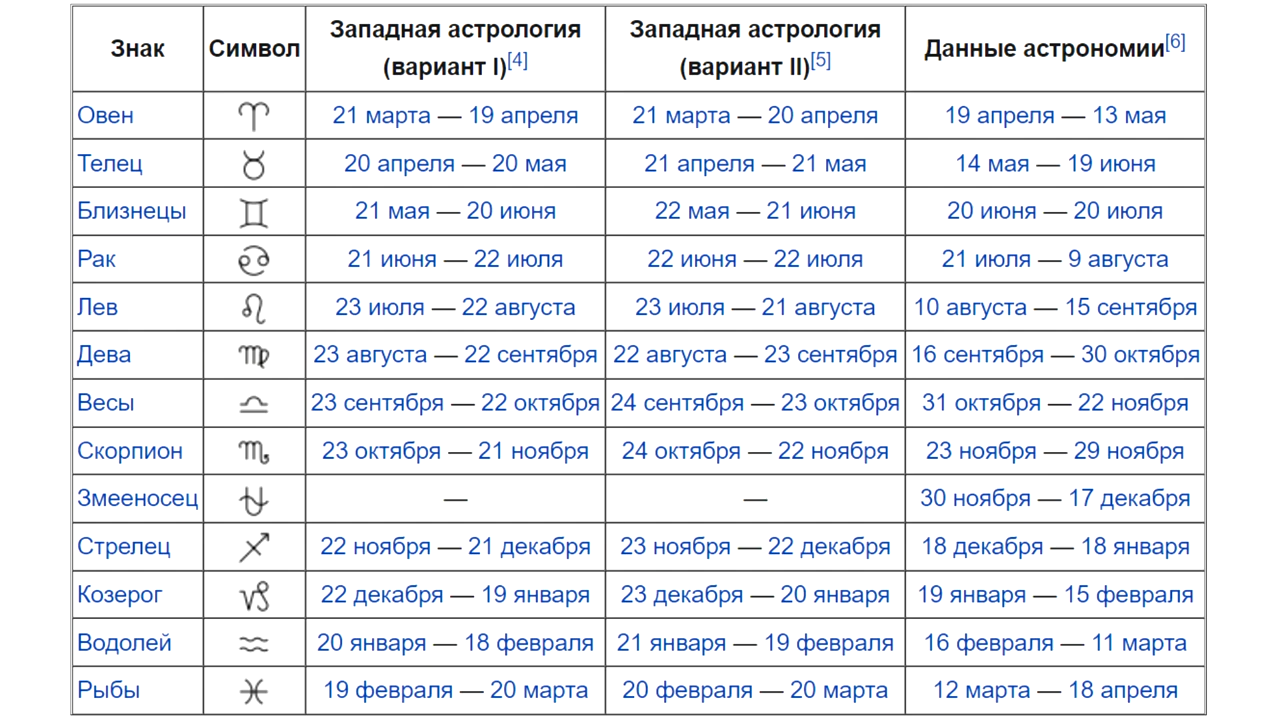 Знак Символ Западная астрология (вариант I)[4] Западная астрология (вариант II)[5] Данные астрономии[6]
Овен ♈ 21 марта — 19 апреля 21 марта — 20 апреля 19 апреля — 13 мая
Телец ♉ 20 апреля — 20 мая 21 апреля — 21 мая 14 мая — 19 июня
Близнецы ♊ 21 мая — 20 июня 22 мая — 21 июня 20 июня — 20 июля
Рак ♋ 21 июня — 22 июля 22 июня — 22 июля 21 июля — 9 августа
Лев ♌ 23 июля — 22 августа 23 июля — 21 августа 10 августа — 15 сентября
Дева ♍ 23 августа — 22 сентября 22 августа — 23 сентября 16 сентября — 30 октября
Весы ♎ 23 сентября — 22 октября 24 сентября — 23 октября 31 октября — 22 ноября
Скорпион ♏ 23 октября — 21 ноября 24 октября — 22 ноября 23 ноября — 29 ноября
Змееносец ⛎ — — 30 ноября — 17 декабря
Стрелец ♐ 22 ноября — 21 декабря 23 ноября — 22 декабря 18 декабря — 18 января
Козерог ♑ 22 декабря — 19 января 23 декабря — 20 января 19 января — 15 февраля
Водолей ♒ 20 января — 18 февраля 21 января — 19 февраля 16 февраля — 11 марта
Рыбы ♓ 19 февраля — 20 марта 20 февраля — 20 марта 12 марта — 18 апреля